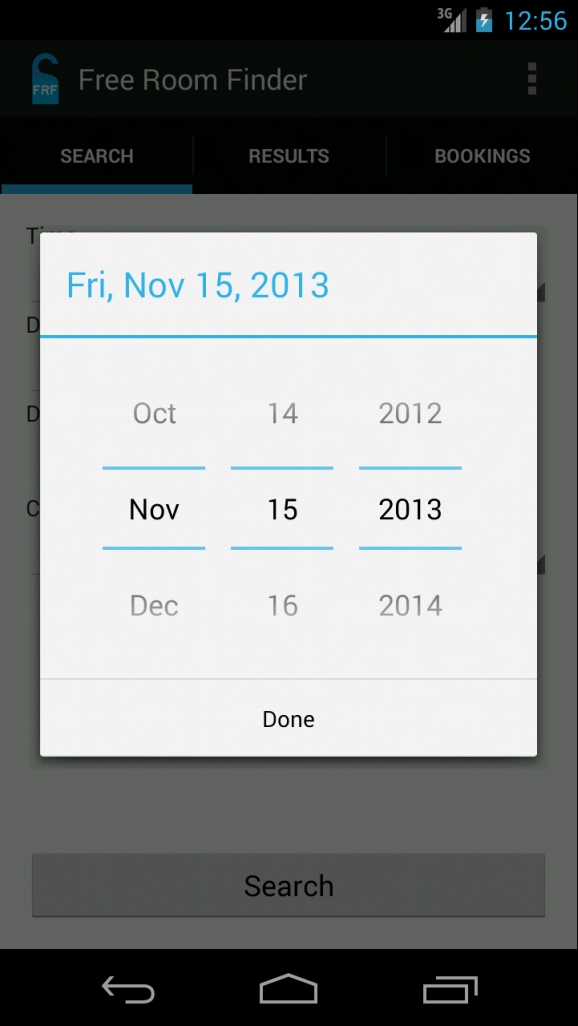 3G 12:56
FRF Free Room Finder
SEARCH RESULTS BOOKINGS
Fri, Nov 15, 2013
Oct 14 2012
Nov 15 2013
Dec 16 2014
Done
Search